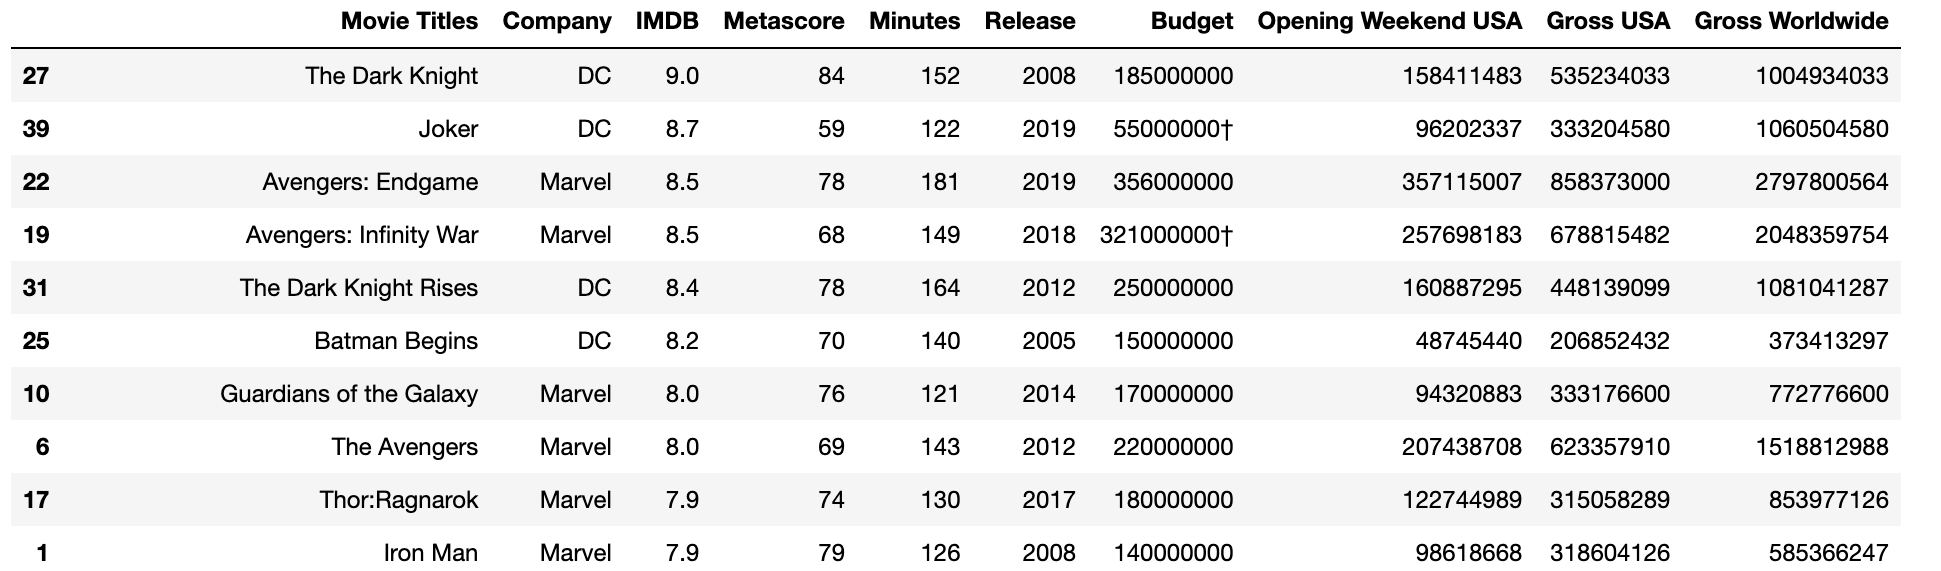 Movie Titles Company IMDB Metascore Minutes Release Budget Opening Weekend USA Gross USA Gross Worldwide
27 The Dark Knight DC 9.0 84 152 2008 185000000 158411483 535234033 1004934033
39 Joker DC 8.7 59 122 2019 55000000† 96202337 333204580 1060504580
22 Avengers: Endgame Marvel 8.5 78 181 2019 356000000 357115007 858373000 2797800564
19 Avengers: Infinity War Marvel 8.5 68 149 2018 321000000† 257698183 678815482 2048359754
31 The Dark Knight Rises DC 8.4 78 164 2012 250000000 160887295 448139099 1081041287
25 Batman Begins DC 8.2 70 140 2005 150000000 48745440 206852432 373413297
10 Guardians of the Galaxy Marvel 8.0 76 121 2014 170000000 94320883 333176600 772776600
6 The Avengers Marvel 8.0 69 143 2012 220000000 207438708 623357910 1518812988
17 Thor:Ragnarok Marvel 7.9 74 130 2017 180000000 122744989 315058289 853977126
1 Iron Man Marvel 7.9 79 126 2008 140000000 98618668 318604126 585366247